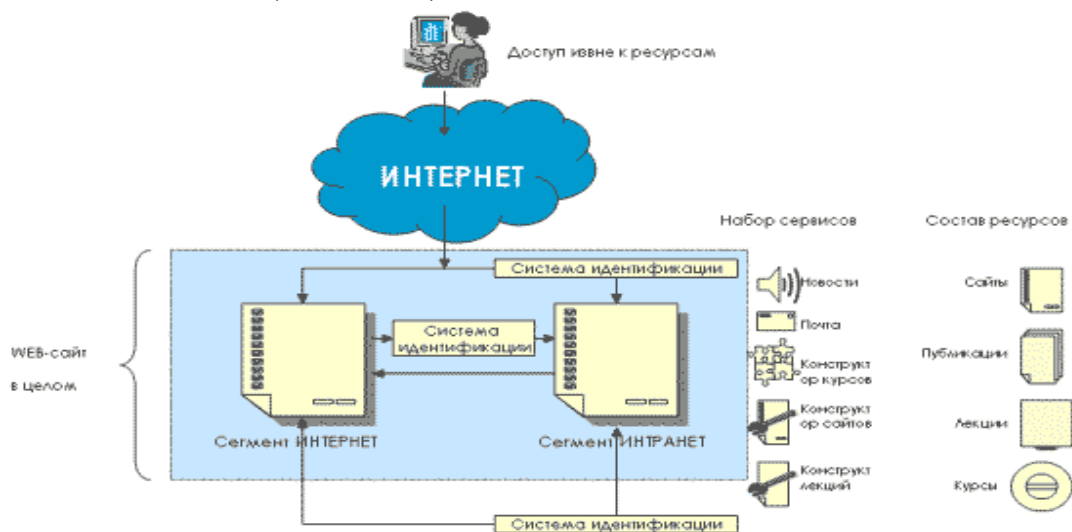 Доступ извне к ресурсам
ИНТЕРНЕТ
Набор сервисов
Состав ресурсов
Система идентификации
Новости
Сайты
Система
идентификации
Почта
WEB-сайт
в целом
Публикации
Конструкт
ор курсов
Конструкт
ор сайтов
Лекции
Сегмент ИНТЕРНЕТ
Сегмент ИНТРАНЕТ
Конструкт
лекций
Курсы
Система идентификации